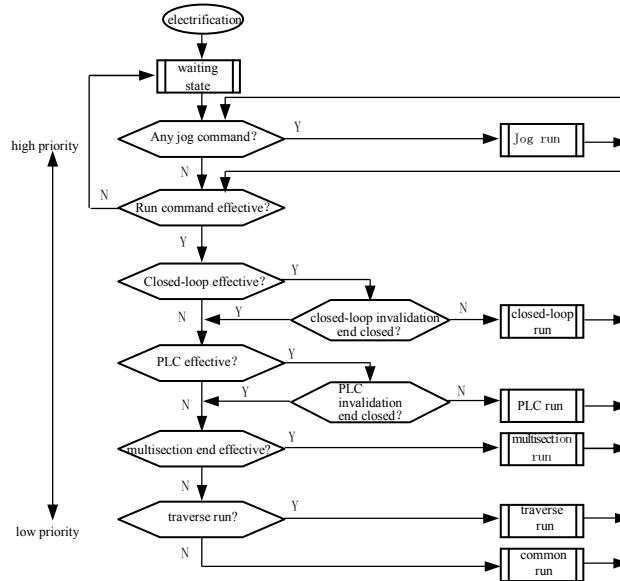 electrification
waiting
state
Any jog command?
Y
Jog run
high priority
N
N
Run command effective?
Y
Closed-loop effective?
Y
N
Y
closed-loop invalidation
end closed?
N
closed-loop
run
PLC effective?
Y
N
Y
PLC
invalidation
end closed?
N
PLC run
multisection end effective?
Y
multisection
run
N
traverse run?
Y
traverse
run
low priority
N
common
run